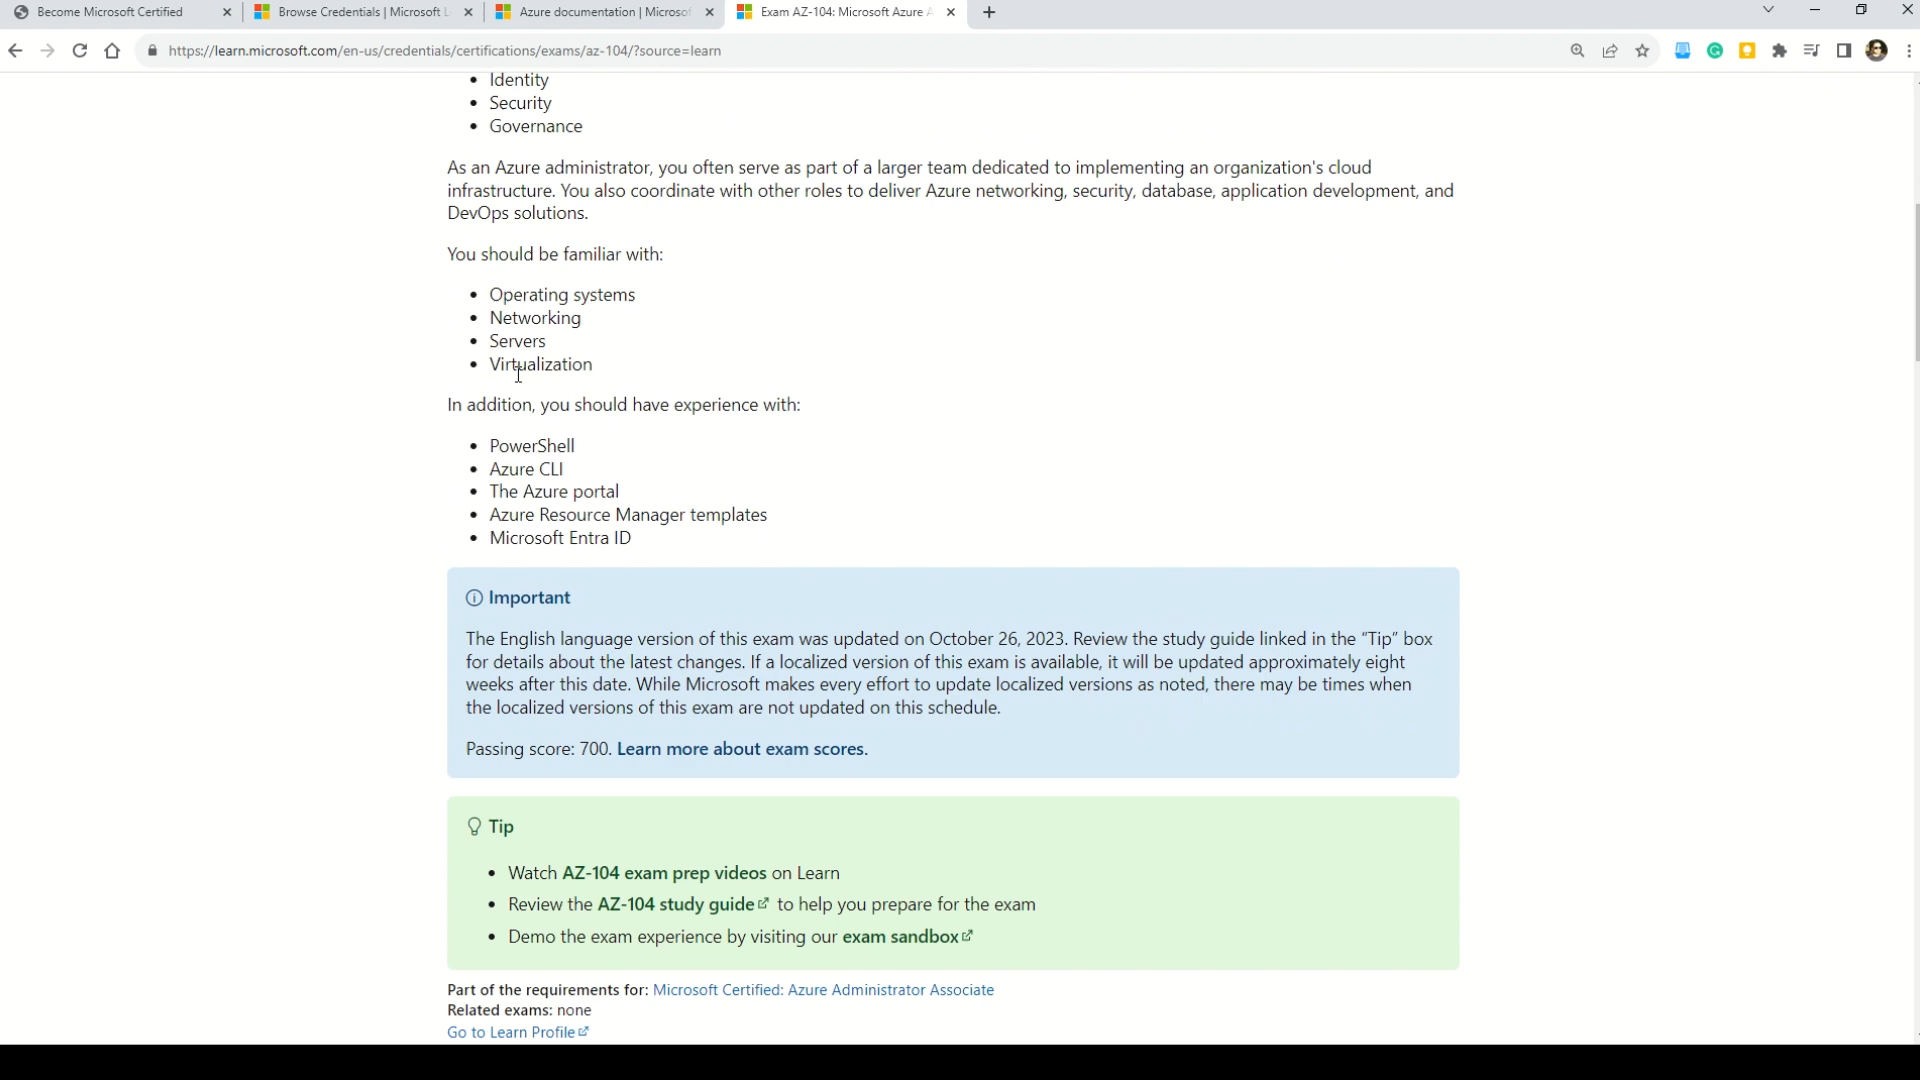 Become Microsoft Certified
Browse Credentials | Microsoft L
Azure documentation | Microsof
Exam AZ-104: Microsoft Azure A
https://learn.microsoft.com/en-us/credentials/certifications/exams/az-104/?source=learn
• Identity
• Security
• Governance
As an Azure administrator, you often serve as part of a larger team dedicated to implementing an organization's cloud
infrastructure. You also coordinate with other roles to deliver Azure networking, security, database, application development, and
DevOps solutions.
You should be familiar with:
• Operating systems
• Networking
• Servers
• Virtualization
In addition, you should have experience with:
• PowerShell
• Azure CLI
• The Azure portal
• Azure Resource Manager templates
• Microsoft Entra ID
Important
The English language version of this exam was updated on October 26, 2023. Review the study guide linked in the “Tip” box
for details about the latest changes. If a localized version of this exam is available, it will be updated approximately eight
weeks after this date. While Microsoft makes every effort to update localized versions as noted, there may be times when
the localized versions of this exam are not updated on this schedule.
Passing score: 700. Learn more about exam scores.
Tip
• Watch AZ-104 exam prep videos on Learn
• Review the AZ-104 study guide to help you prepare for the exam
• Demo the exam experience by visiting our exam sandbox
Part of the requirements for: Microsoft Certified: Azure Administrator Associate
Related exams: none
Go to Learn Profile